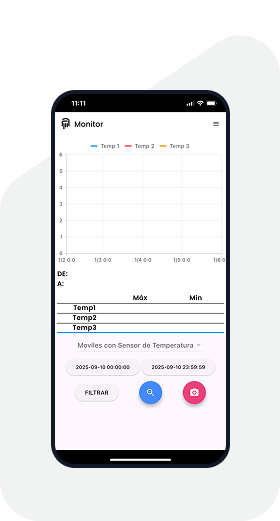 11:11
Monitor
Temp 1 Temp 2 Temp 3
6
5
4
3
2
1
0
1/2 0:0 1/3 0:0 1/4 0:0 1/5 0:0 1/6 0
DE:
A:
Máx Min
Temp1
Temp2
Temp3
Moviles con Sensor de Temperatura
2025-09-10 00:00:00 2025-09-10 23:59:59
FILTRAR